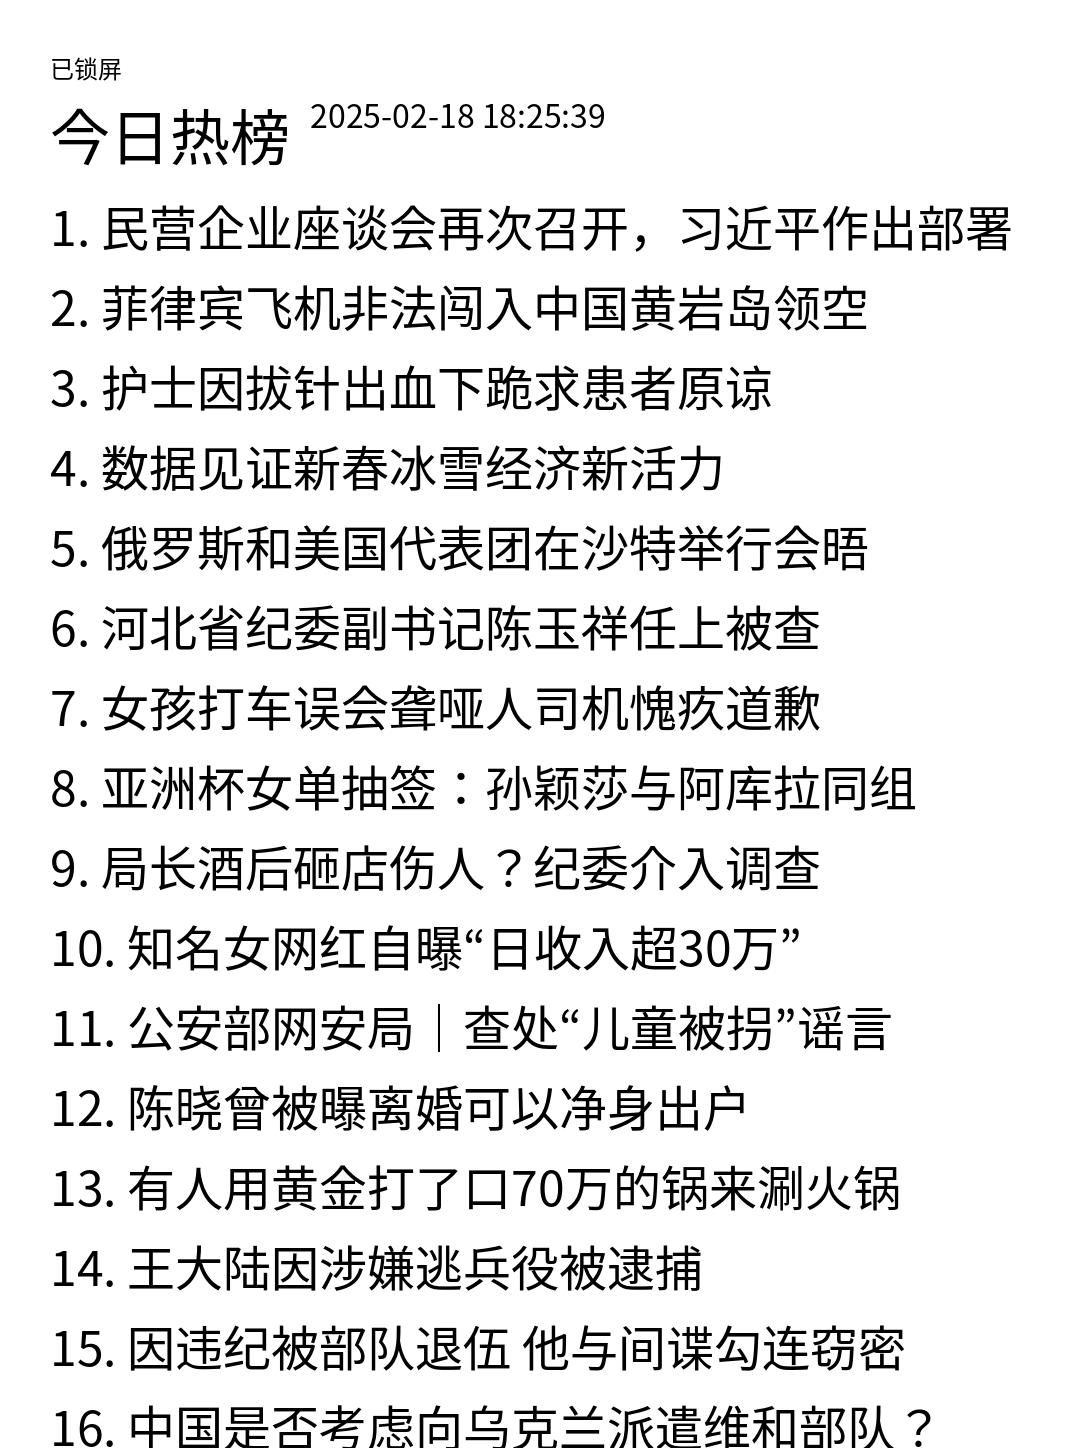 已锁屏
今日热榜 2025-02-18 18:25:39
1. 民营企业座谈会再次召开，习近平作出部署
2. 菲律宾飞机非法闯入中国黄岩岛领空
3. 护士因拔针出血下跪求患者原谅
4. 数据见证新春冰雪经济新活力
5. 俄罗斯和美国代表团在沙特举行会晤
6. 河北省纪委副书记陈玉祥任上被查
7. 女孩打车误会聋哑人司机愧疚道歉
8. 亚洲杯女单抽签：孙颖莎与阿库拉同组
9. 局长酒后砸店伤人？纪委介入调查
10. 知名女网红自曝“日收入超30万”
11. 公安部网安局｜查处“儿童被拐”谣言
12. 陈晓曾被曝离婚可以净身出户
13. 有人用黄金打了口70万的锅来涮火锅
14. 王大陆因涉嫌逃兵役被逮捕
15. 因违纪被部队退伍 他与间谍勾连窃密
16. 中国是否考虑向乌克兰派遣维和部队？